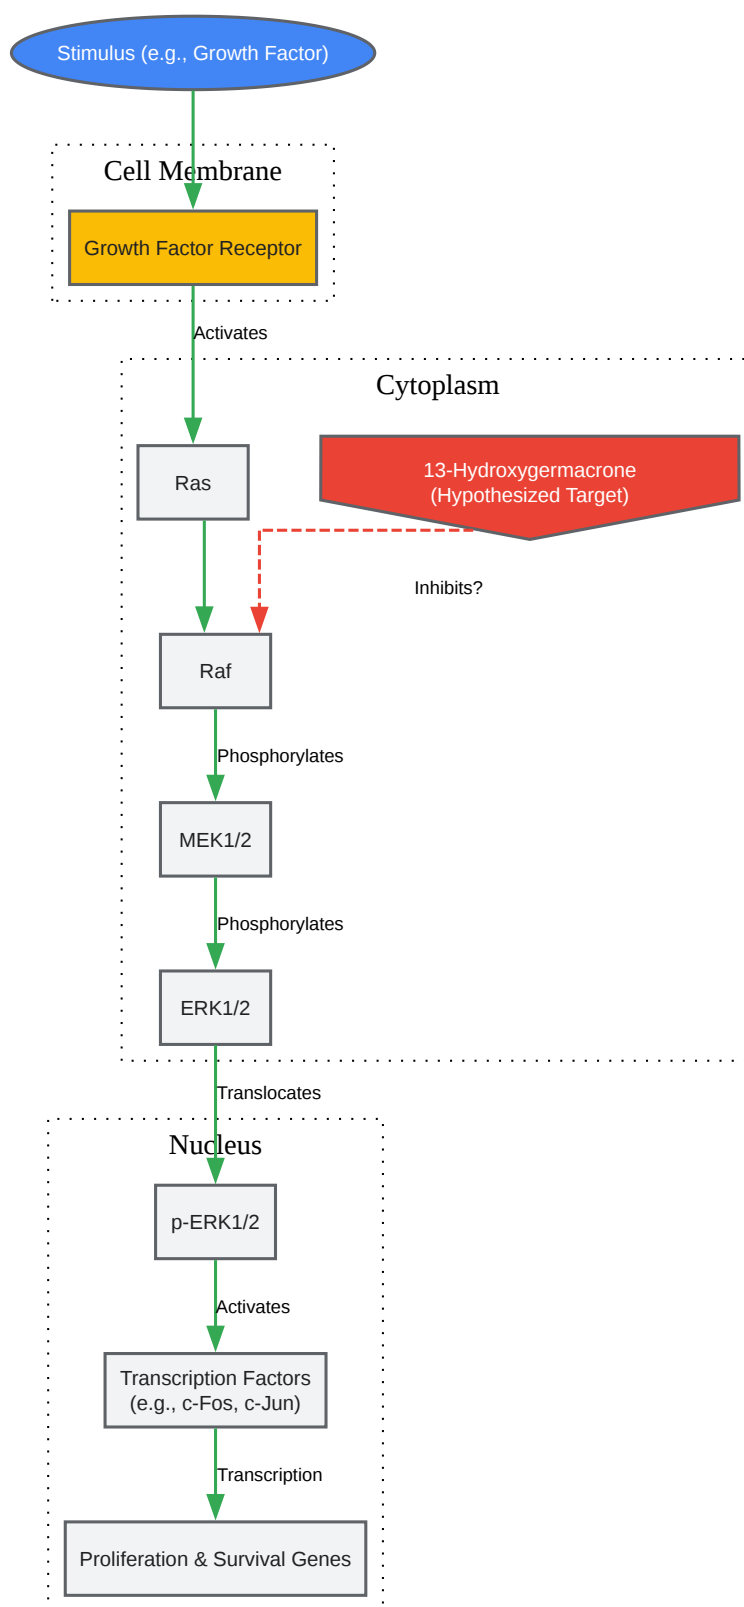 Stimulus (e.g., Growth Factor)
Cell Membrane
Growth Factor Receptor
Activates
Cytoplasm
Ras
13-Hydroxygermacrone
(Hypothesized Target)
Inhibits?
Raf
Phosphorylates
MEK1/2
Phosphorylates
ERK1/2
Translocates
Nucleus
p-ERK1/2
Activates
Transcription Factors
(e.g., c-Fos, c-Jun)
Transcription
Proliferation & Survival Genes